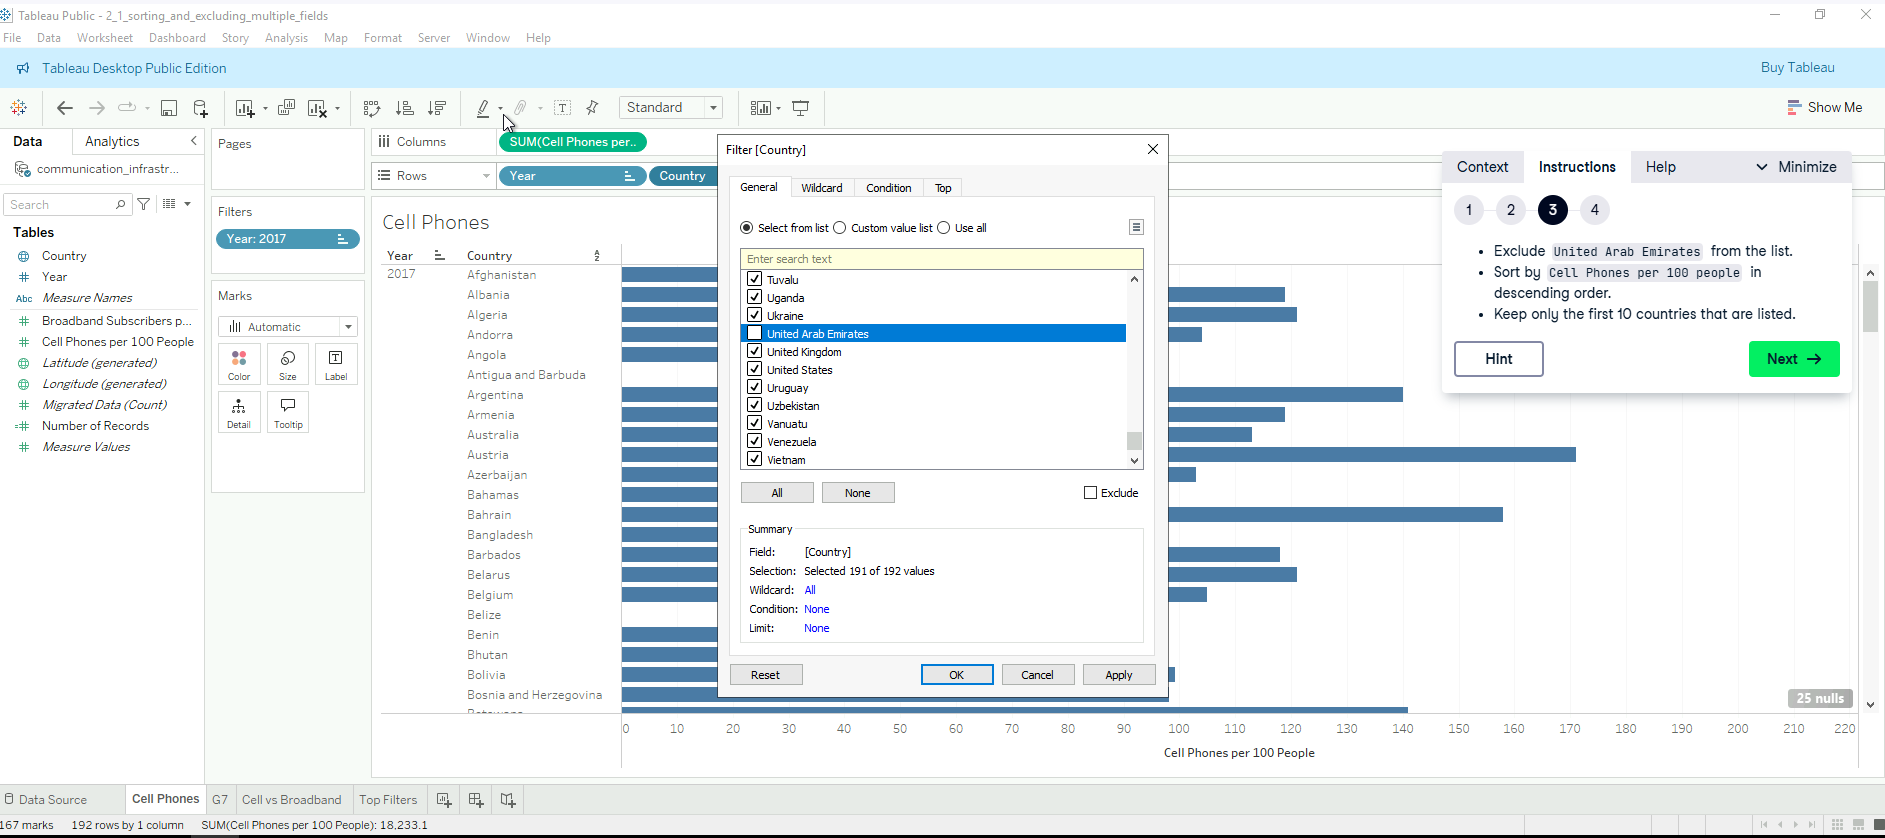 Tableau Public - 2_1_sorting_and_excluding_multiple_fields
File Data Worksheet Dashboard Story Analysis Map Format Server Window Help
Tableau Desktop Public Edition
Buy Tableau
Standard
Show Me
Data
Analytics
communication_infrastr...
Search
Tables
Country
Year
Abc Measure Names
Broadband Subscribers p...
Cell Phones per 100 People
Latitude (generated)
Longitude (generated)
Migrated Data (Count)
Number of Records
Measure Values
Pages
Filters
Year: 2017
Marks
Automatic
Color
Size
Label
Detail
Tooltip
Columns
SUM(Cell Phones per..
Rows
Year
Country
Cell Phones
Year
Country
2017
Afghanistan
Albania
Algeria
Andorra
Angola
Antigua and Barbuda
Argentina
Armenia
Australia
Austria
Azerbaijan
Bahamas
Bahrain
Bangladesh
Barbados
Belarus
Belgium
Belize
Benin
Bhutan
Bolivia
Bosnia and Herzegovina
Botswana
0 10 20 30 40 50 60 70 80 90 100 110 120 130 140 150 160 170 180 190 200 210 220
Cell Phones per 100 People
25 nulls
Filter [Country]
General
Wildcard
Condition
Top
Select from list
Custom value list
Use all
Enter search text
Tuvalu
Uganda
Ukraine
United Arab Emirates
United Kingdom
United States
Uruguay
Uzbekistan
Vanuatu
Venezuela
Vietnam
All
None
Exclude
Summary
Field: [Country]
Selection: Selected 191 of 192 values
Wildcard: All
Condition: None
Limit: None
Reset
OK
Cancel
Apply
Context
Instructions
Help
Minimize
1 2 3 4
• Exclude United Arab Emirates from the list.
• Sort by Cell Phones per 100 people in
descending order.
• Keep only the first 10 countries that are listed.
HInt
Next →
Data Source
Cell Phones
G7
Cell vs Broadband
Top Filters
167 marks
192 rows by 1 column
SUM(Cell Phones per 100 People): 18,233.1